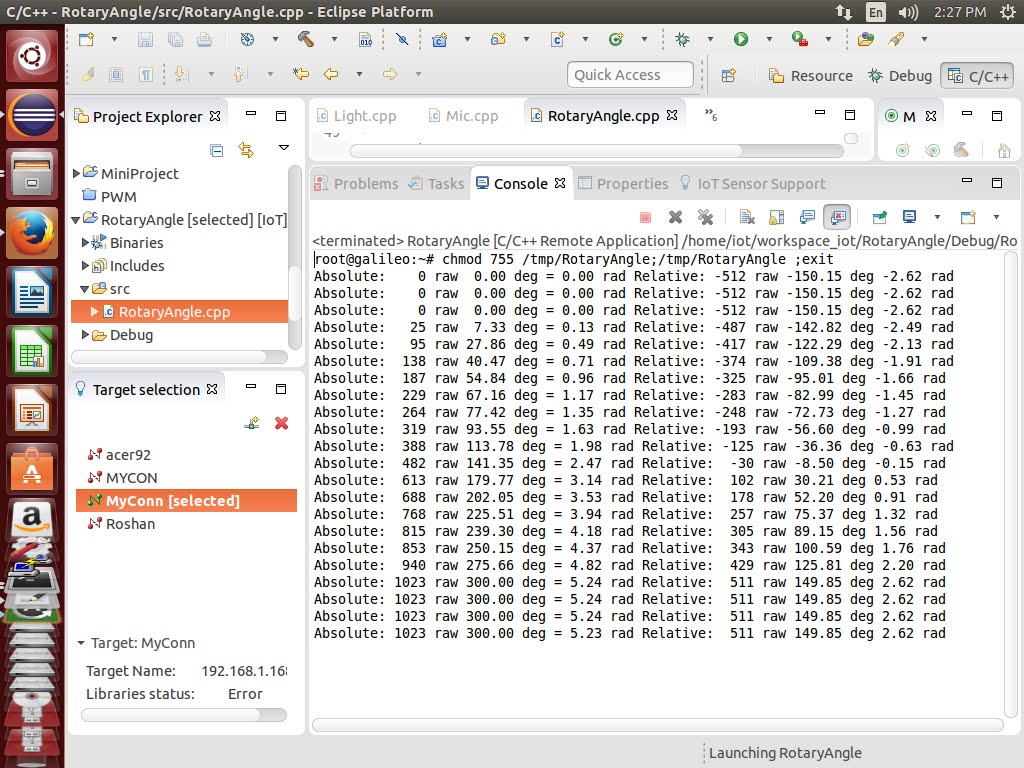 C/C++ - RotaryAngle/src/RotaryAngle.cpp - Eclipse Platform
En
2:27 PM
010
Quick Access
Resource
Debug
C/C++
Project Explorer
MiniProject
PWM
RotaryAngle [selected] [IoT]
Binaries
Includes
src
RotaryAngle.cpp
Debug
Target selection
acer92
MYCON
MyConn [selected]
Roshan
Target: MyConn
Target Name: 192.168.1.16
Libraries status: Error
Light.cpp
Mic.cpp
RotaryAngle.cpp
»6
M
Problems
Tasks
Console
Properties
IoT Sensor Support
<terminated> RotaryAngle [C/C++ Remote Application] /home/iot/workspace_iot/RotaryAngle/Debug/Ro
root@galileo:~# chmod 755 /tmp/RotaryAngle;/tmp/RotaryAngle ;exit
Absolute:    0 raw  0.00 deg = 0.00 rad Relative: -512 raw -150.15 deg -2.62 rad
Absolute:    0 raw  0.00 deg = 0.00 rad Relative: -512 raw -150.15 deg -2.62 rad
Absolute:    0 raw  0.00 deg = 0.00 rad Relative: -512 raw -150.15 deg -2.62 rad
Absolute:   25 raw  7.33 deg = 0.13 rad Relative: -487 raw -142.82 deg -2.49 rad
Absolute:   95 raw 27.86 deg = 0.49 rad Relative: -417 raw -122.29 deg -2.13 rad
Absolute:  138 raw 40.47 deg = 0.71 rad Relative: -374 raw -109.38 deg -1.91 rad
Absolute:  187 raw 54.84 deg = 0.96 rad Relative: -325 raw -95.01 deg -1.66 rad
Absolute:  229 raw 67.16 deg = 1.17 rad Relative: -283 raw -82.99 deg -1.45 rad
Absolute:  264 raw 77.42 deg = 1.35 rad Relative: -248 raw -72.73 deg -1.27 rad
Absolute:  319 raw 93.55 deg = 1.63 rad Relative: -193 raw -56.60 deg -0.99 rad
Absolute:  388 raw 113.78 deg = 1.98 rad Relative: -125 raw -36.36 deg -0.63 rad
Absolute:  482 raw 141.35 deg = 2.47 rad Relative:  -30 raw -8.50 deg -0.15 rad
Absolute:  613 raw 179.77 deg = 3.14 rad Relative:  102 raw 30.21 deg 0.53 rad
Absolute:  688 raw 202.05 deg = 3.53 rad Relative:  178 raw 52.20 deg 0.91 rad
Absolute:  768 raw 225.51 deg = 3.94 rad Relative:  257 raw 75.37 deg 1.32 rad
Absolute:  815 raw 239.30 deg = 4.18 rad Relative:  305 raw 89.15 deg 1.56 rad
Absolute:  853 raw 250.15 deg = 4.37 rad Relative:  343 raw 100.59 deg 1.76 rad
Absolute:  940 raw 275.66 deg = 4.82 rad Relative:  429 raw 125.81 deg 2.20 rad
Absolute: 1023 raw 300.00 deg = 5.24 rad Relative:  511 raw 149.85 deg 2.62 rad
Absolute: 1023 raw 300.00 deg = 5.24 rad Relative:  511 raw 149.85 deg 2.62 rad
Absolute: 1023 raw 300.00 deg = 5.24 rad Relative:  511 raw 149.85 deg 2.62 rad
Absolute: 1023 raw 300.00 deg = 5.23 rad Relative:  511 raw 149.85 deg 2.62 rad
Launching RotaryAngle